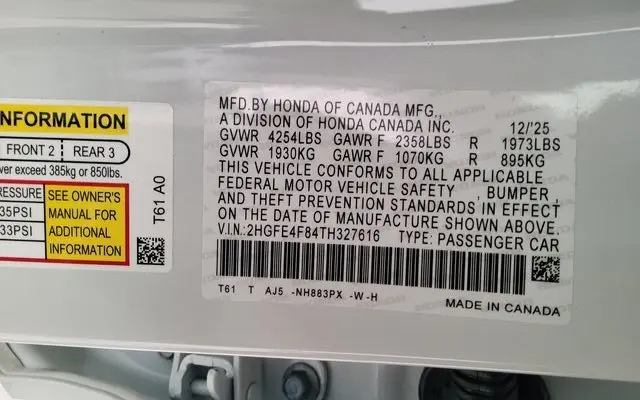 NFORMATION
FRONT 2 REAR 3
ver exceed 385kg or 850lbs.
RESSURE
35PSI
33PSI
SEE OWNER'S
MANUAL FOR
ADDITIONAL
INFORMATION
T61 A0
MFD.BY HONDA OF CANADA MFG.,
A DIVISION OF HONDA CANADA INC. 12/'25
GVWR 4254LBS GAWR F 2358LBS R 1973LBS
GVWR 1930KG GAWR F 1070KG R 895KG
THIS VEHICLE CONFORMS TO ALL APPLICABLE
FEDERAL MOTOR VEHICLE SAFETY , BUMPER,
AND THEFT PREVENTION STANDARDS IN EFFECT
ON THE DATE OF MANUFACTURE SHOWN ABOVE.
V.I.N.:2HGFE4F84TH327616 TYPE: PASSENGER CAR
T61 T AJ5 -NH883PX -W-H
MADE IN CANADA